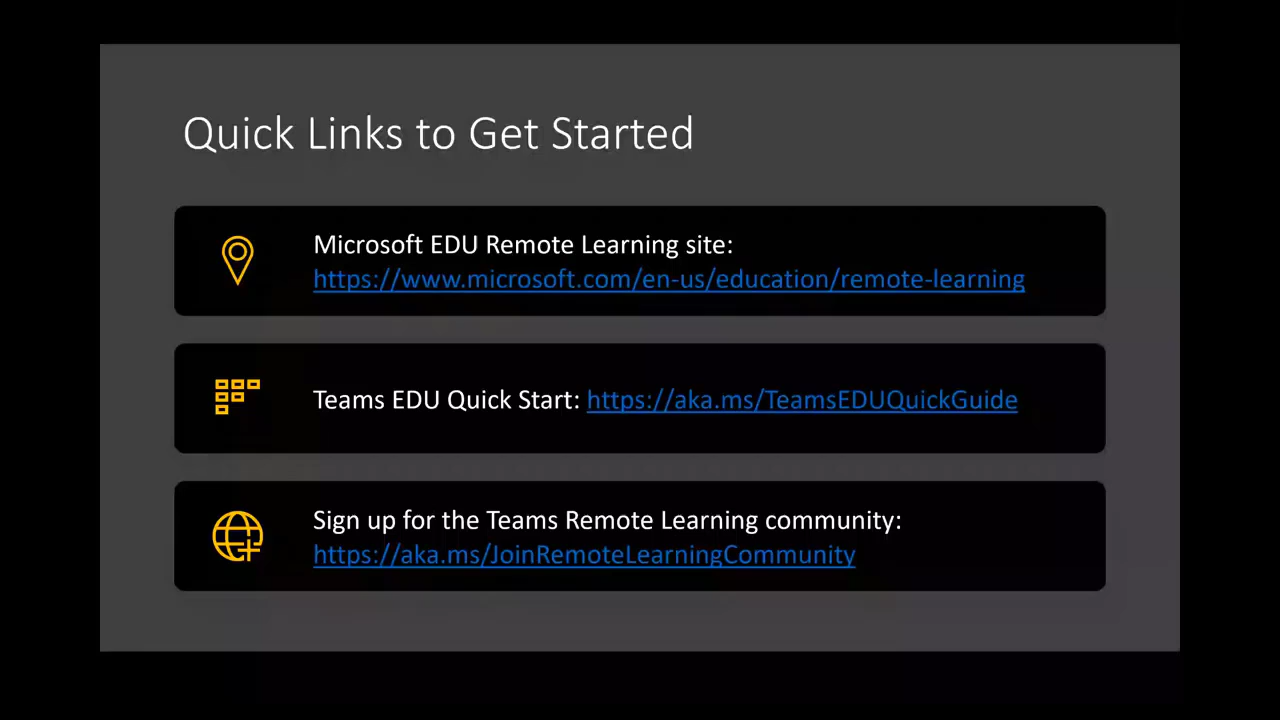 Quick Links to Get Started
Microsoft EDU Remote Learning site:
https://www.microsoft.com/en-us/education/remote-learning
Teams EDU Quick Start: https://aka.ms/TeamsEDUQuickGuide
Sign up for the Teams Remote Learning community:
https://aka.ms/JoinRemoteLearningCommunity